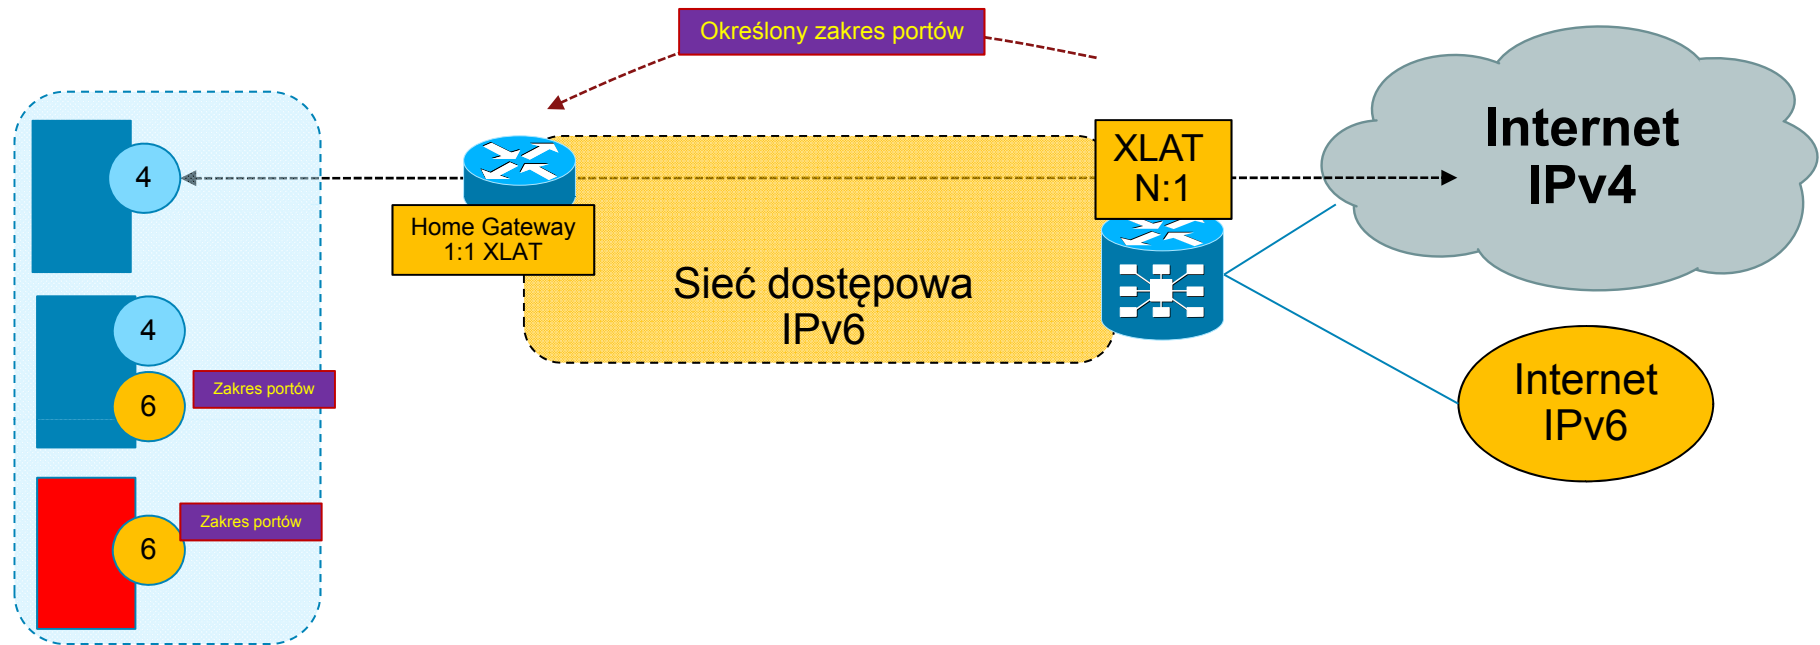 Określony zakres portów
4
Home Gateway
1:1 XLAT
XLAT
N:1
Internet
IPv4
Sieć dostępowa
IPv6
4
6
Zakres portów
Internet
IPv6
6
Zakres portów